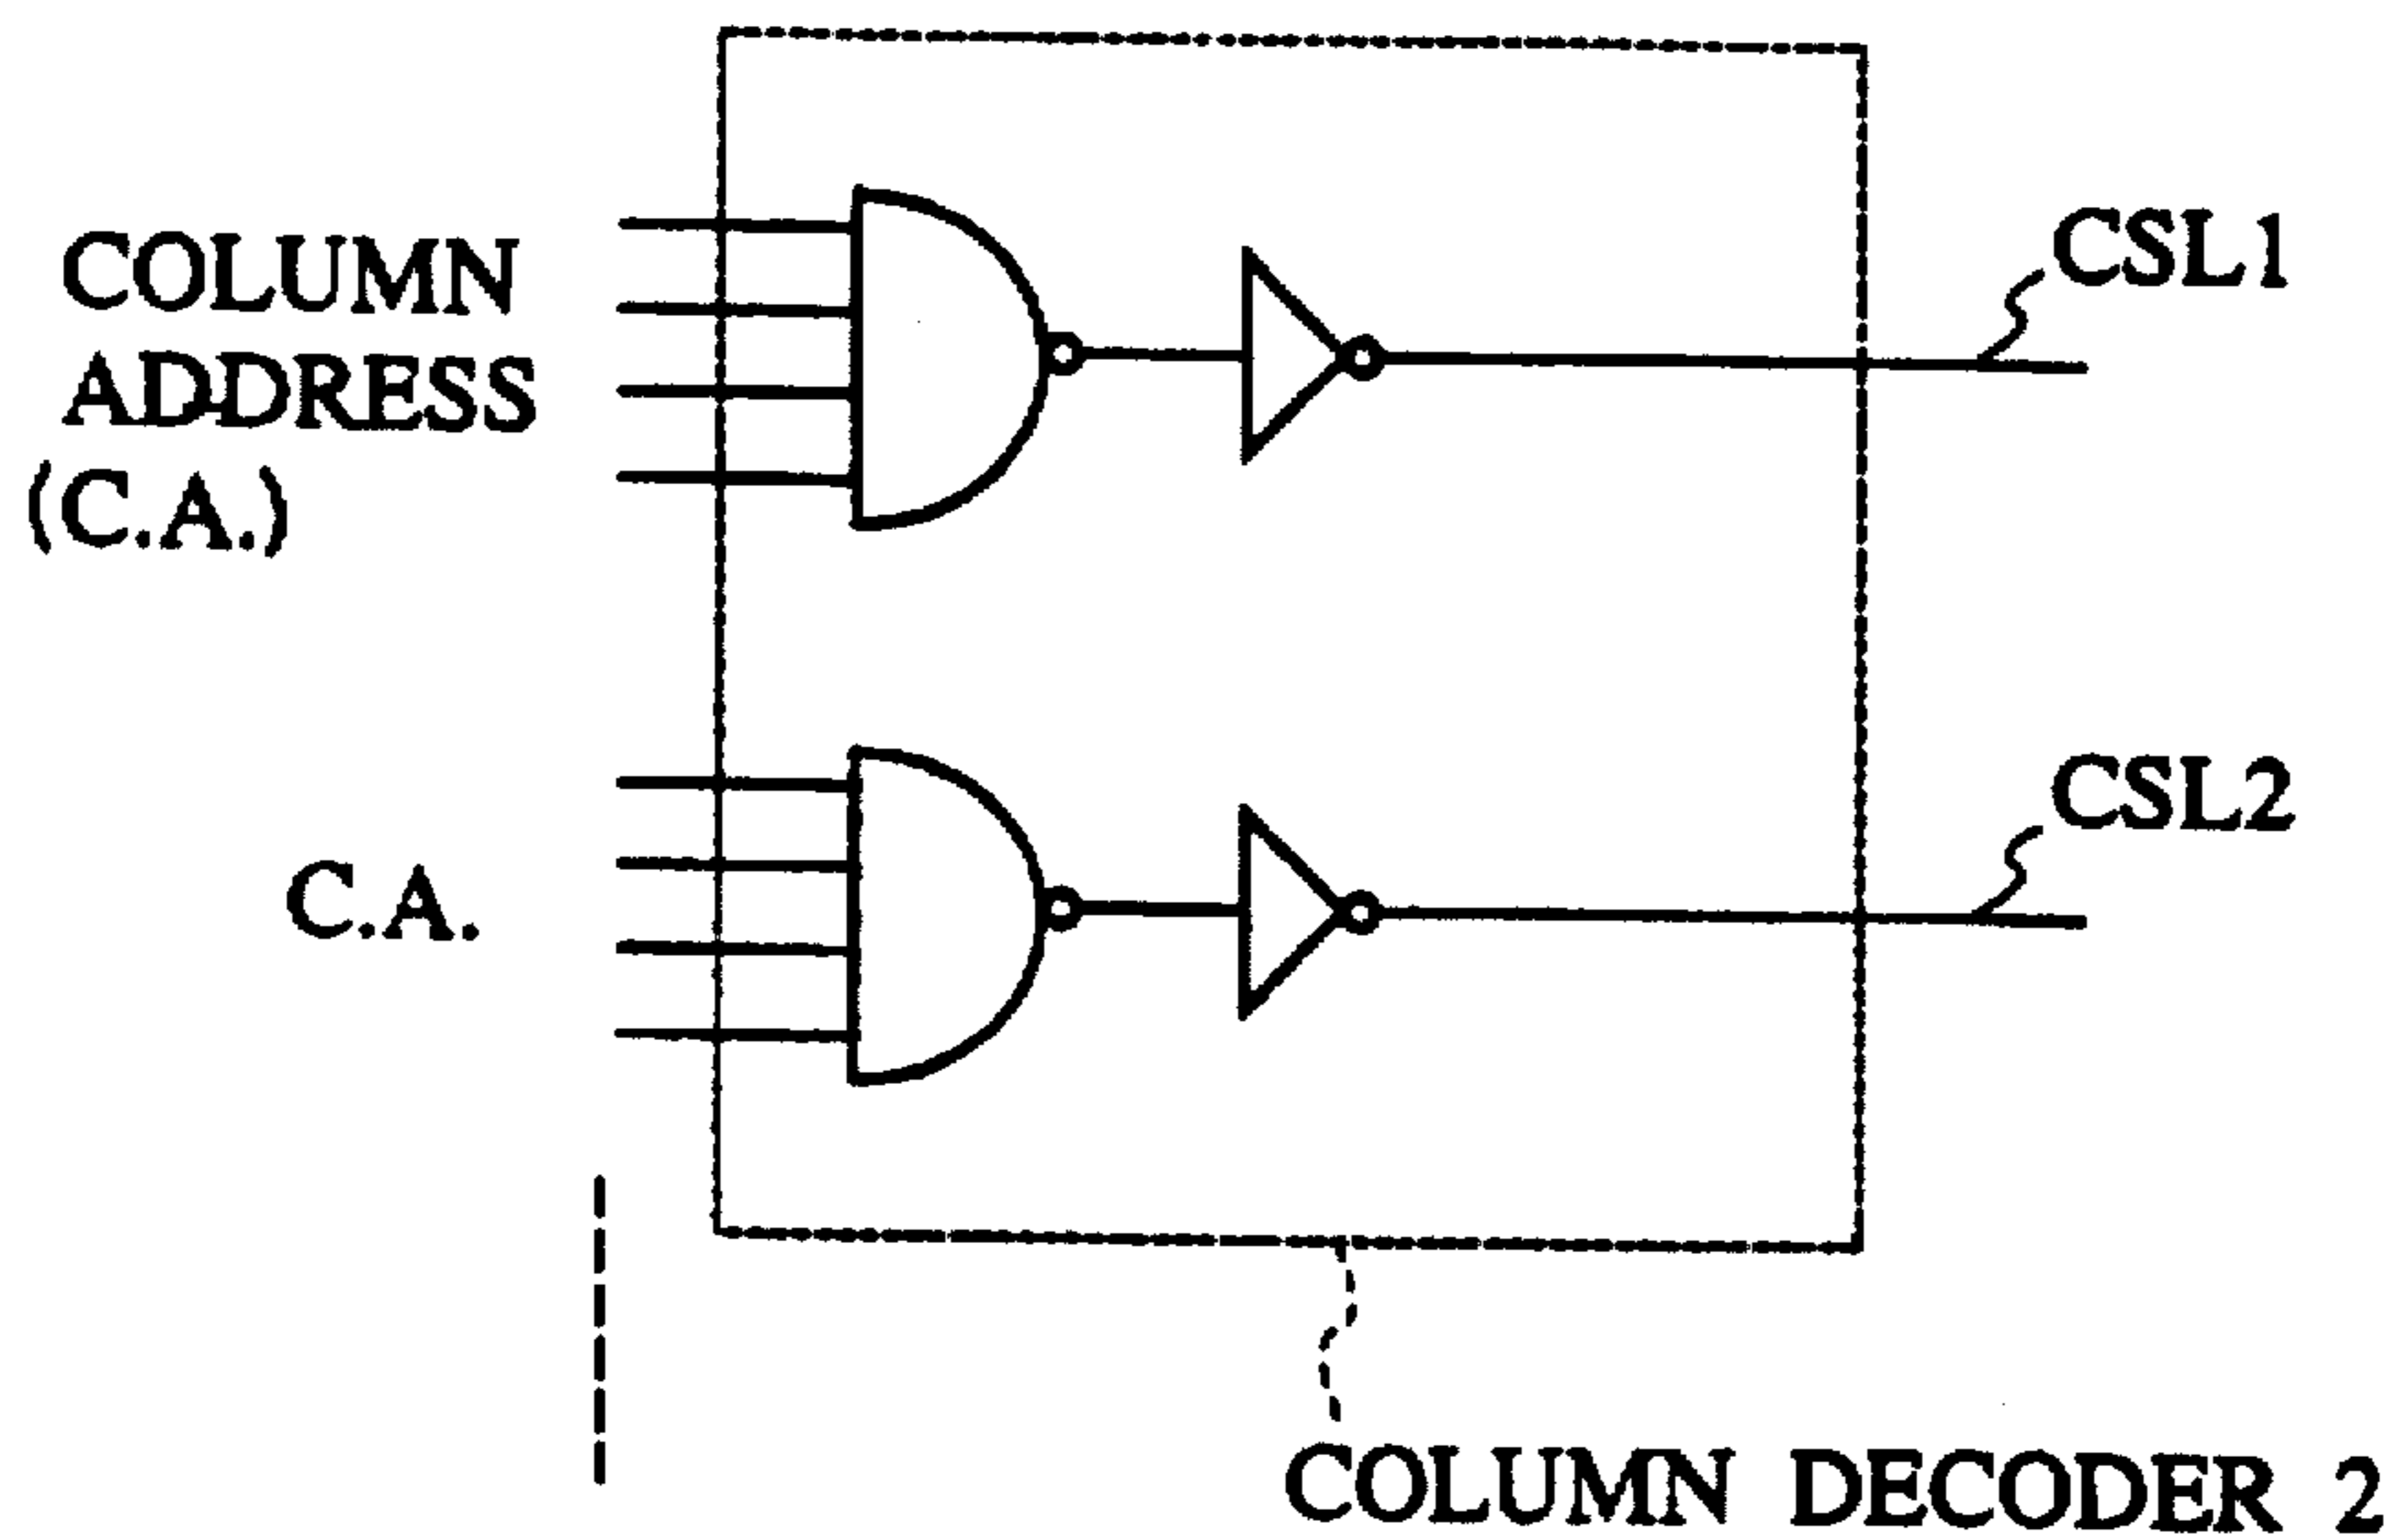 COLUMN
ADDRESS
(C.A.)
CSL1
C.A.
CSL2
COLUMN DECODER 2